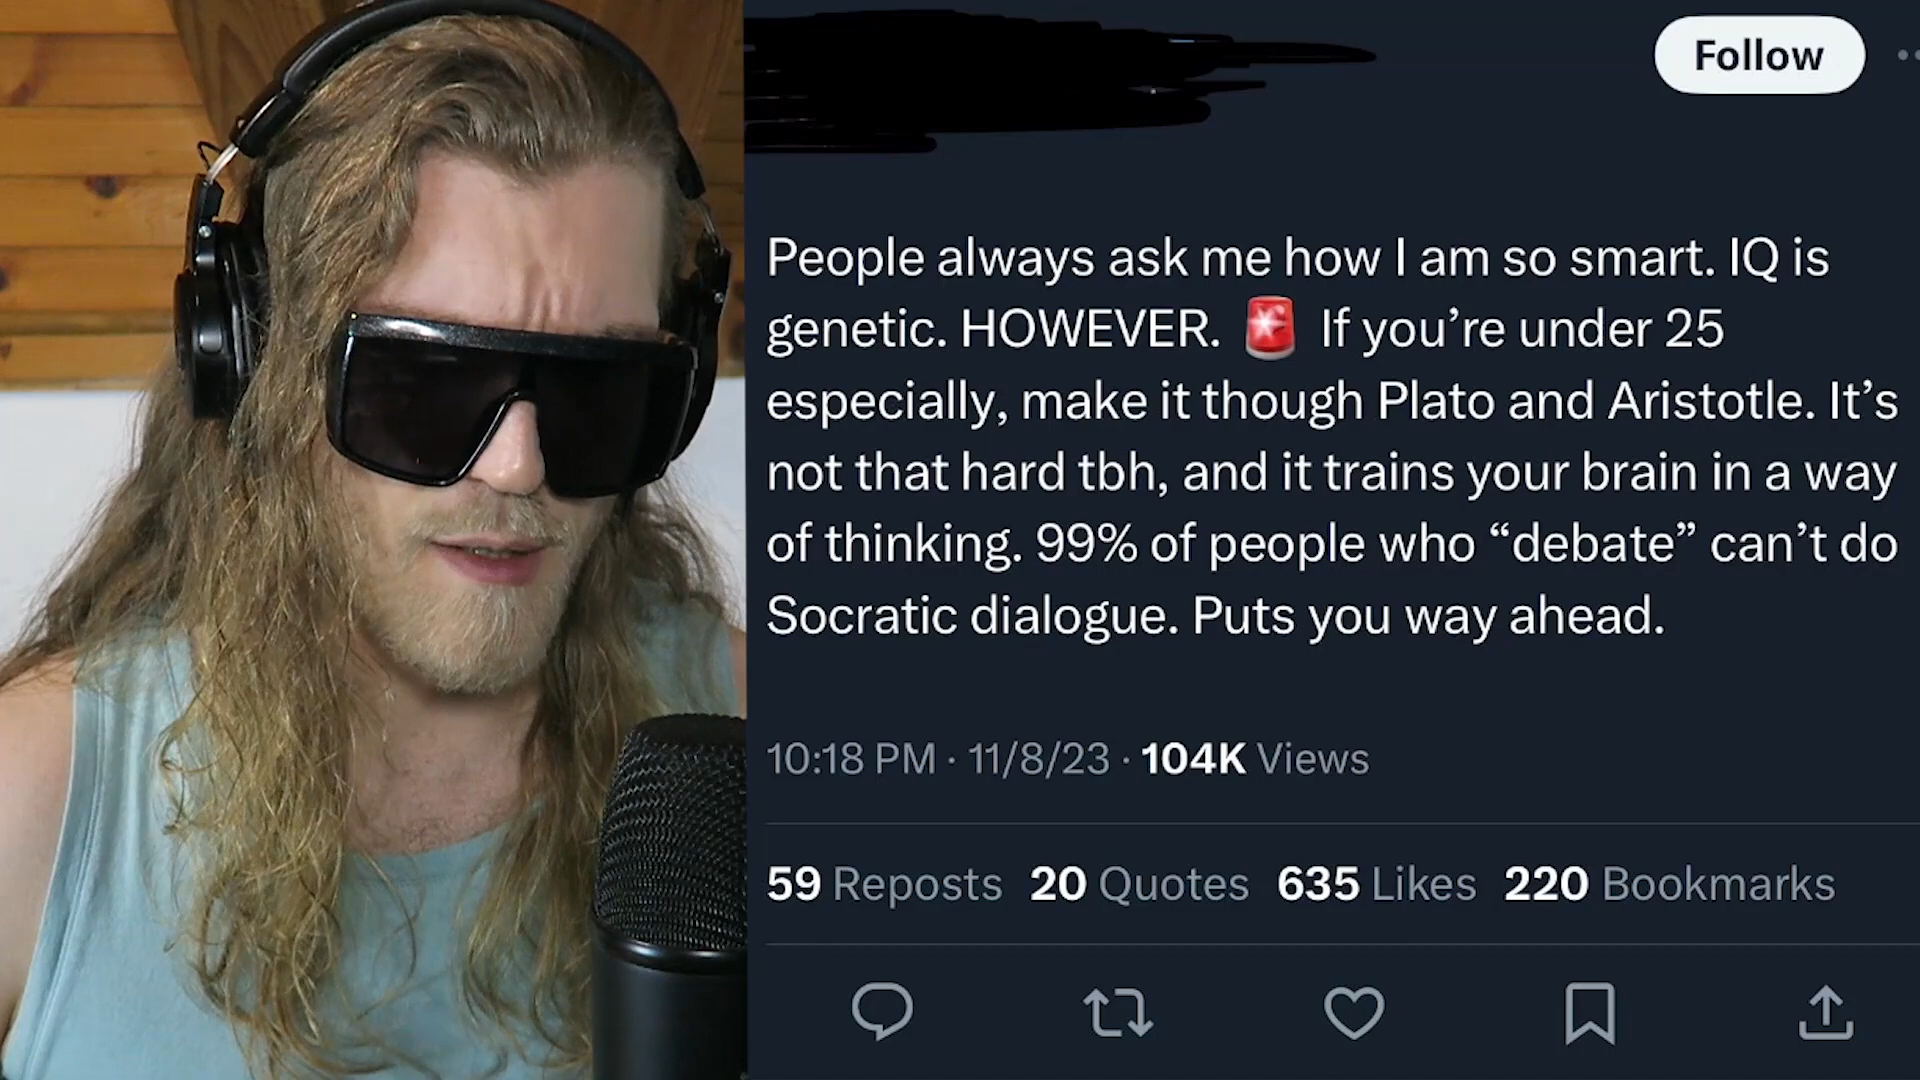 Follow
People always ask me how I am so smart. IQ is
genetic. HOWEVER. 🚨 If you’re under 25
especially, make it though Plato and Aristotle. It’s
not that hard tbh, and it trains your brain in a way
of thinking. 99% of people who “debate” can’t do
Socratic dialogue. Puts you way ahead.
10:18 PM · 11/8/23 · 104K Views
59 Reposts 20 Quotes 635 Likes 220 Bookmarks